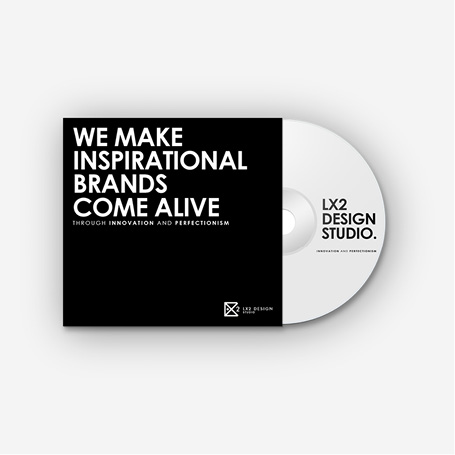 WE MAKE
INSPIRATIONAL
BRANDS
COME ALIVE
THROUGH INNOVATION AND PERFECTIONISM
LX2 DESIGN
STUDIO
LX2
DESIGN
STUDIO.
INNOVATION AND PERFECTIONISM